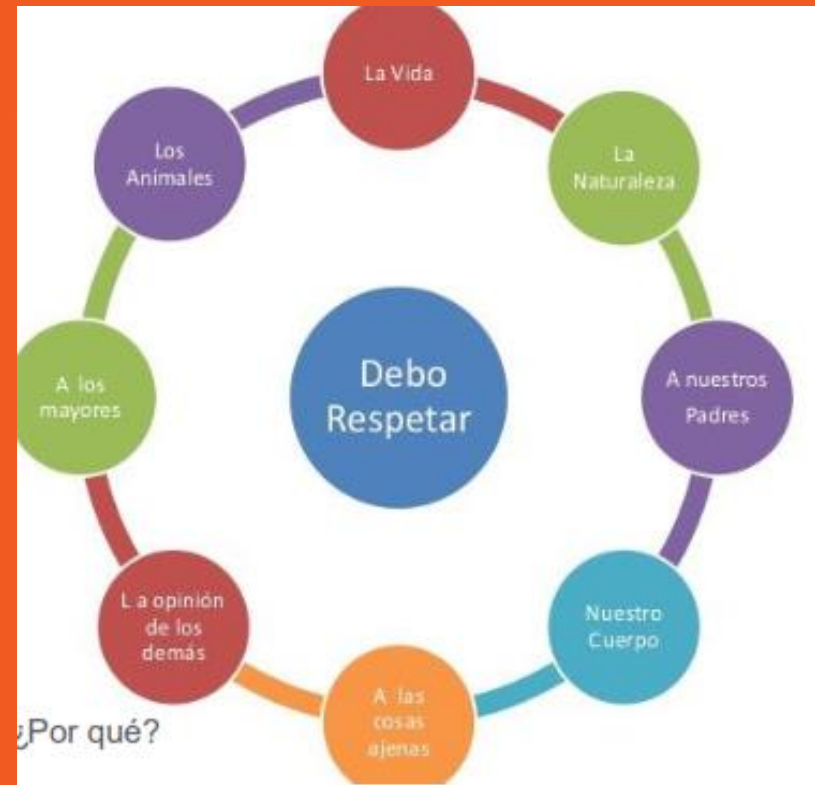 La Vida
La
Naturaleza
A nuestros
Padres
Nuestro
Cuerpo
A las
cosas
ajenas
L a opinión
de los
demás
A los
mayores
Los
Animales
Debo
Respetar
¿Por qué?